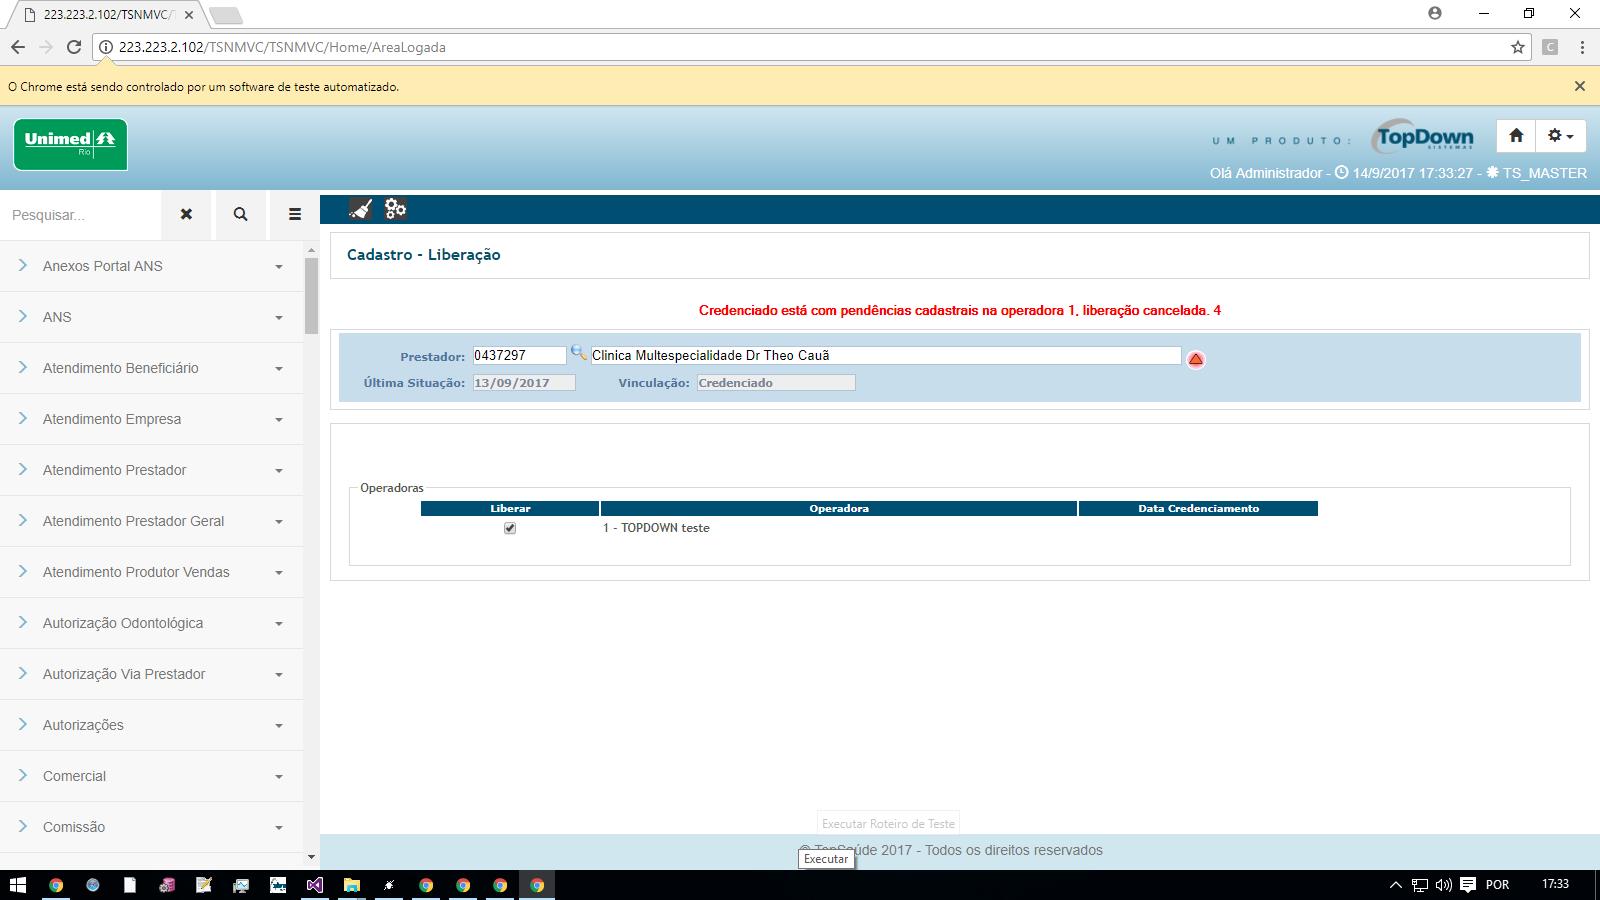 223.223.2.102/TSNMVC/
223.223.2.102/TSNMVC/TSNMVC/Home/AreaLogada
C
O Chrome está sendo controlado por um software de teste automatizado.
Unimed
Rio
UM PRODUTO:
TopDown
SISTEMAS
Olá Administrador - 14/9/2017 17:33:27 - TS_MASTER
Pesquisar...
Anexos Portal ANS
ANS
Atendimento Beneficiário
Atendimento Empresa
Atendimento Prestador
Atendimento Prestador Geral
Atendimento Produtor Vendas
Autorização Odontológica
Autorização Via Prestador
Autorizações
Comercial
Comissão
Cadastro - Liberação
Credenciado está com pendências cadastrais na operadora 1, liberação cancelada. 4
Prestador: 0437297 Clinica Multespecialidade Dr Theo Cauã
Última Situação: 13/09/2017 Vinculação: Credenciado
Operadoras
Liberar Operadora Data Credenciamento
1 - TOPDOWN teste
Executar Roteiro de Teste
© TopSaúde 2017 - Todos os direitos reservados
Executar
POR
17:33